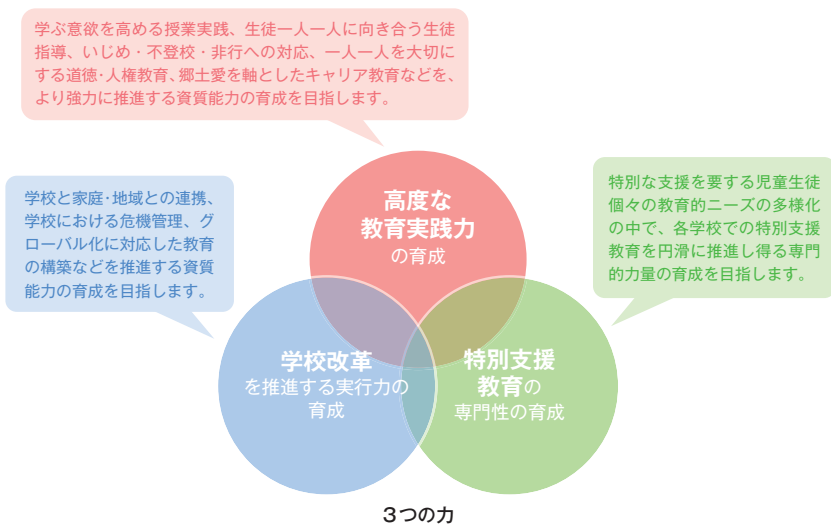 学ぶ意欲を高める授業実践、生徒一人一人に向き合う生徒
指導、いじめ・不登校・非行への対応、一人一人を大切に
する道徳・人権教育、郷土愛を軸としたキャリア教育などを、
より強力に推進する資質能力の育成を目指します。
学校と家庭・地域との連携、
学校における危機管理、グ
ローバル化に対応した教育
の構築などを推進する資質
能力の育成を目指します。
特別な支援を要する児童生徒
個々の教育的ニーズの多様化
の中で、各学校での特別支援
教育を円滑に推進し得る専門
的力量の育成を目指します。
高度な
教育実践力
の育成
学校改革
を推進する実行力の
育成
特別支援
教育の
専門性の育成
3つの力